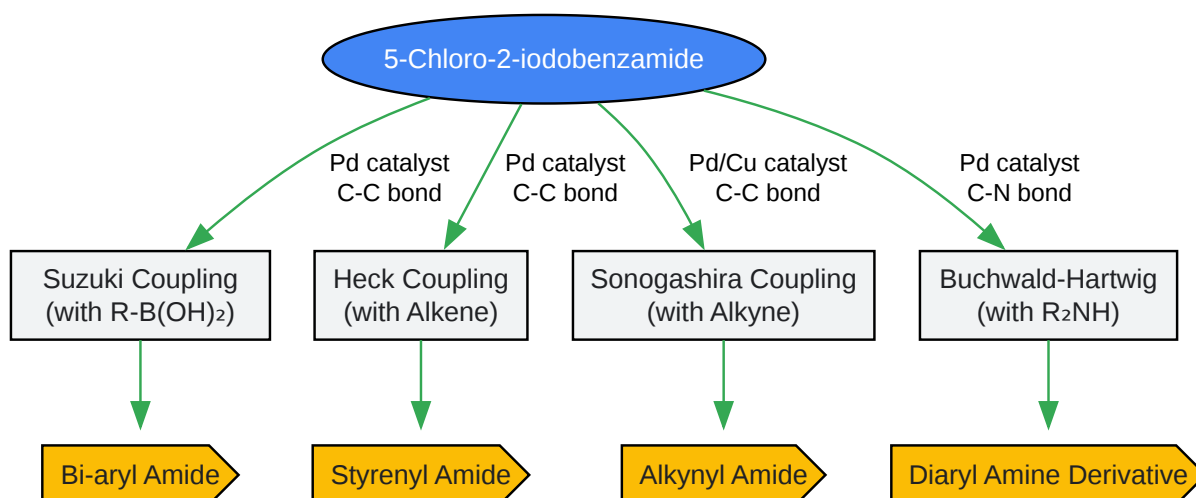 5-Chloro-2-iodobenzamide
Pd catalyst
C-C bond
Pd catalyst
C-C bond
Pd/Cu catalyst
C-C bond
Pd catalyst
C-N bond
Suzuki Coupling
(with R-B(OH)₂)
Heck Coupling
(with Alkene)
Sonogashira Coupling
(with Alkyne)
Buchwald-Hartwig
(with R₂NH)
Bi-aryl Amide
Styrenyl Amide
Alkynyl Amide
Diaryl Amine Derivative